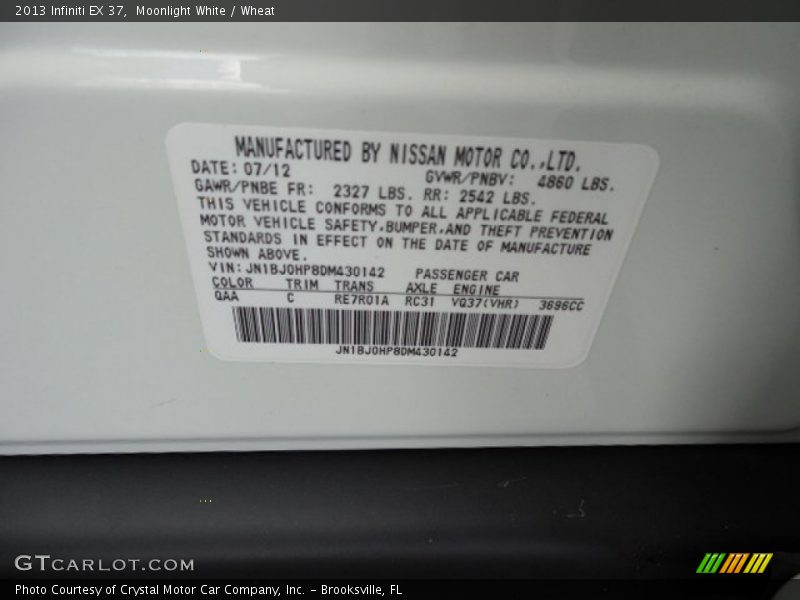 2013 Infiniti EX 37, Moonlight White / Wheat
MANUFACTURED BY NISSAN MOTOR CO.,LTD.
DATE: 07/12 GVWR/PNBV: 4860 LBS.
GAWR/PNBE FR: 2327 LBS. RR: 2542 LBS.
THIS VEHICLE CONFORMS TO ALL APPLICABLE FEDERAL
MOTOR VEHICLE SAFETY,BUMPER,AND THEFT PREVENTION
STANDARDS IN EFFECT ON THE DATE OF MANUFACTURE
SHOWN ABOVE.
VIN: JN1BJ0HP8DM430142 PASSENGER CAR
COLOR TRIM TRANS AXLE ENGINE
QAA C RE7R01A RC31 VQ37(VHR) 3696CC
JN1BJ0HP8DM430142
GTCARLOT.COM
Photo Courtesy of Crystal Motor Car Company, Inc. - Brooksville, FL